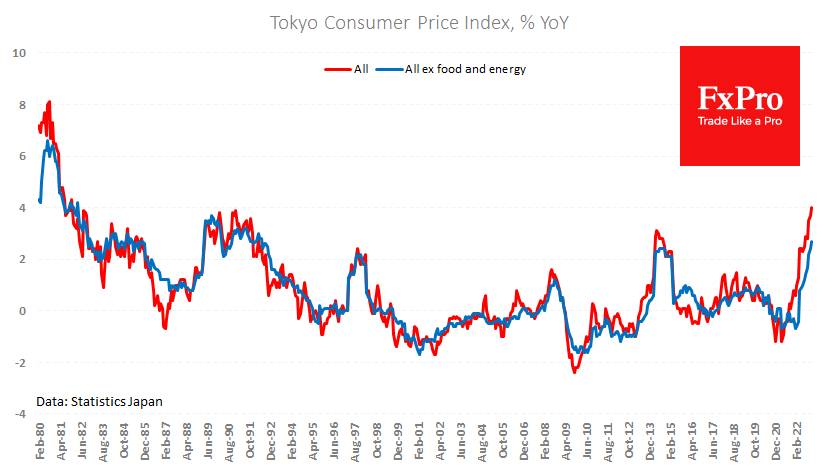 Tokyo Consumer Price Index, % YoY
All
All ex food and energy
FxPro
Trade Like a Pro
10
8
6
4
2
0
-2
-4
Data: Statistics Japan
Feb-80
Apr-81
Jun-82
Aug-83
Oct-84
Dec-85
Feb-87
Apr-88
Jun-89
Aug-90
Oct-91
Dec-92
Feb-94
Apr-95
Jun-96
Aug-97
Oct-98
Dec-99
Feb-01
Apr-02
Jun-03
Aug-04
Oct-05
Dec-06
Feb-08
Apr-09
Jun-10
Aug-11
Oct-12
Dec-13
Feb-15
Apr-16
Jun-17
Aug-18
Oct-19
Dec-20
Feb-22